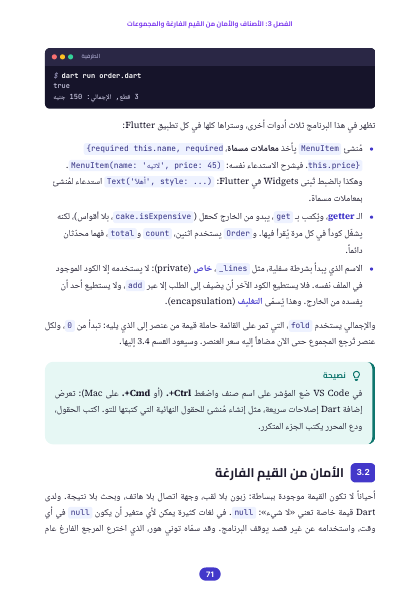 الفصل 3: الأصناف والأمان من القيم الفارغة والمجموعات
الطرفية
$ dart run order.dart
true
3 قطع، الإجمالي: 150 جنيه
تظهر في هذا البرنامج ثلاث أدوات أخرى، وستراها كلها في كل تطبيق Flutter:
• مُنشئ MenuItem يأخذ معاملات مسماة، {required this.name, required
this.price}. فيشرح الاستدعاء نفسه: MenuItem(name: 'لاتيه', price: 45).
وهكذا بالضبط تُبنى Widgets في Flutter: Text('أهلا', style: ...) استدعاء لمُنشئ
بمعاملات مسماة.
• الـ getter، ويُكتب بـ get، يبدو من الخارج كحقل (cake.isExpensive، بلا أقواس)، لكنه
يشغّل كوداً في كل مرة يُقرأ فيها. و Order يستخدم اثنين، count و total، فهما محدّثان
دائماً.
• الاسم الذي يبدأ بشرطة سفلية، مثل _lines، خاص (private): لا يستخدمه إلا الكود الموجود
في الملف نفسه. فلا يستطيع الكود الآخر أن يضيف إلى الطلب إلا عبر add، ولا يستطيع أحد أن
يفسده من الخارج. وهذا يُسمّى التغليف (encapsulation).
والإجمالي يستخدم fold، التي تمر على القائمة حاملة قيمة من عنصر إلى الذي يليه: تبدأ من 0، ولكل
عنصر تُرجع المجموع حتى الآن مضافاً إليه سعر العنصر. وسيعود القسم 3.4 إليها.
نصيحة
في VS Code ضع المؤشر على اسم صنف واضغط Ctrl+. (أو Cmd+. على Mac): تعرض
إضافة Dart إصلاحات سريعة، مثل إنشاء مُنشئ للحقول النهائية التي كتبتها للتو. اكتب الحقول،
ودع المحرر يكتب الجزء المتكرر.
3.2 الأمان من القيم الفارغة
أحياناً لا تكون القيمة موجودة ببساطة: زبون بلا لقب، وجهة اتصال بلا هاتف، وبحث بلا نتيجة. ولدى
Dart قيمة خاصة تعني «لا شيء»: null. في لغات كثيرة يمكن لأي متغير أن يكون null في أي
وقت، واستخدامه عن غير قصد يوقف البرنامج. وقد سمّاه توني هور، الذي اخترع المرجع الفارغ عام
71